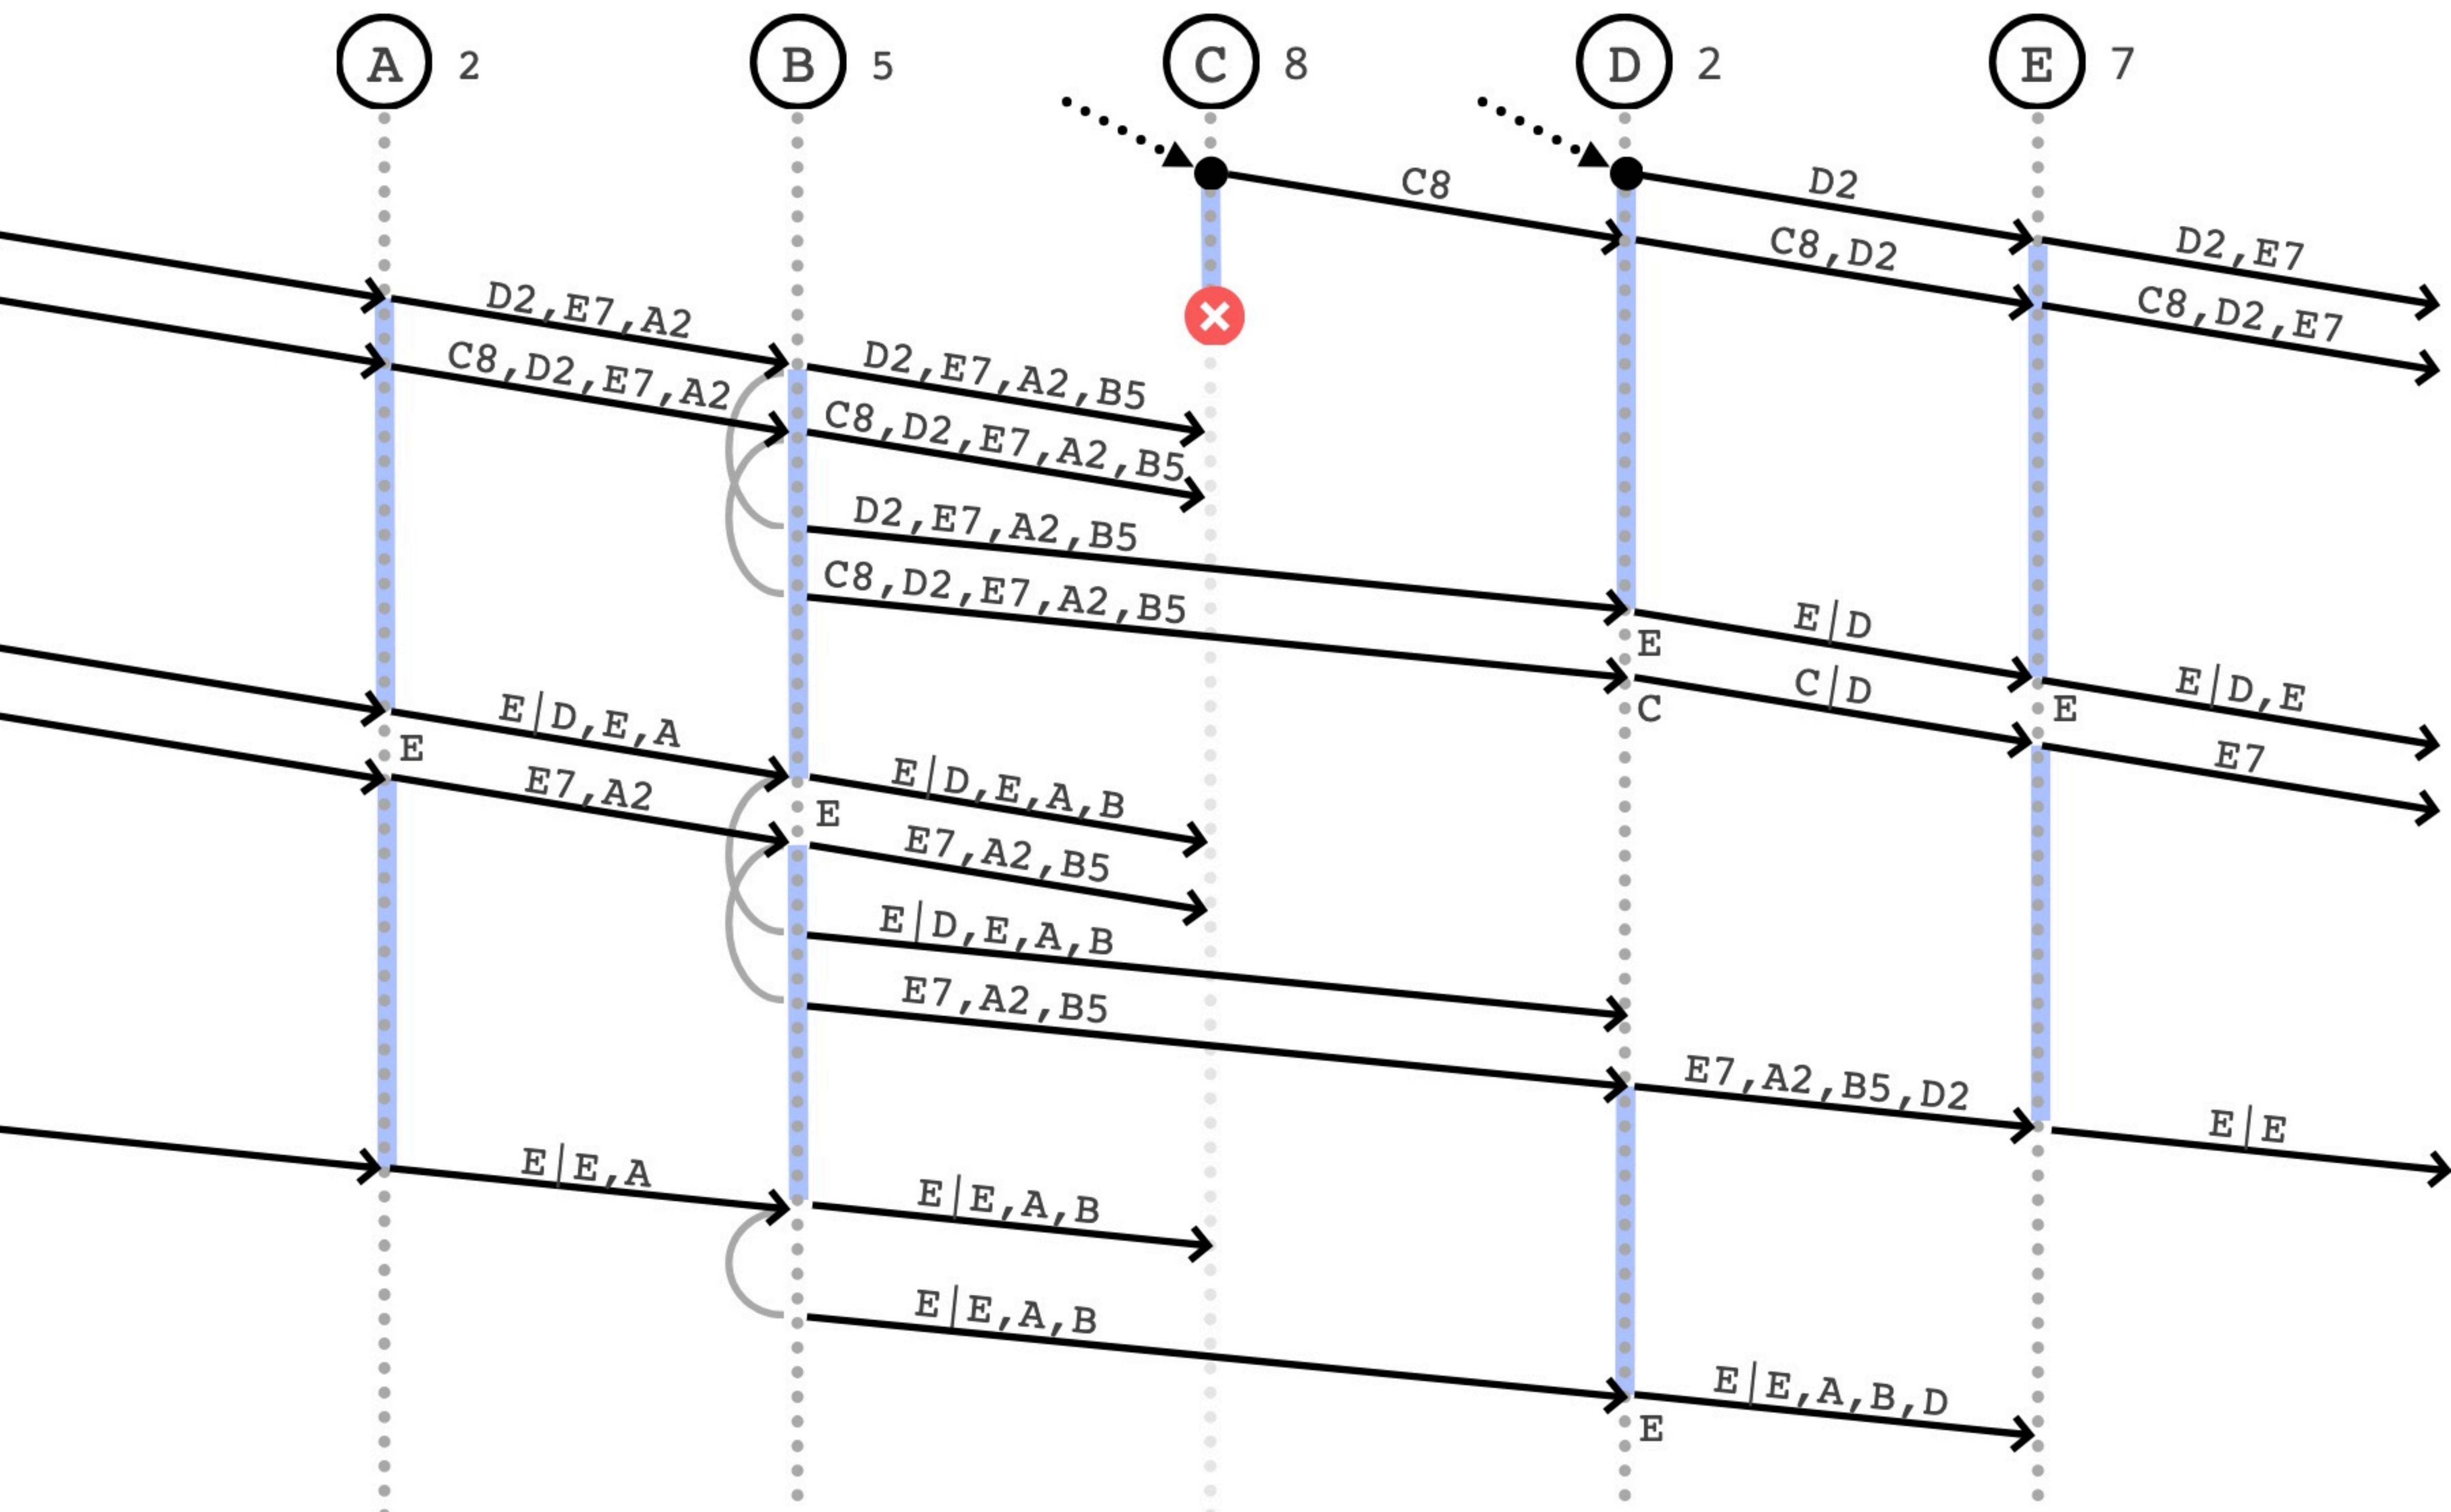 A 2 B 5 C 8 D 2 E 7
C8
D2
C8,D2
D2,E7
C8,D2,E7
D2,E7,A2
C8,D2,E7,A2
D2,E7,A2,B5
C8,D2,E7,A2,B5
D2,E7,A2,B5
C8,D2,E7,A2,B5
E|D
E
C|D
C
E|D,E
E
E|D,E,A
E
E7
E7,A2
E|D,E,A,B
E
E7,A2,B5
E|D,E,A,B
E7,A2,B5
E7,A2,B5,D2
E|E
E|E,A
E|E,A,B
E|E,A,B
E|E,A,B,D
E